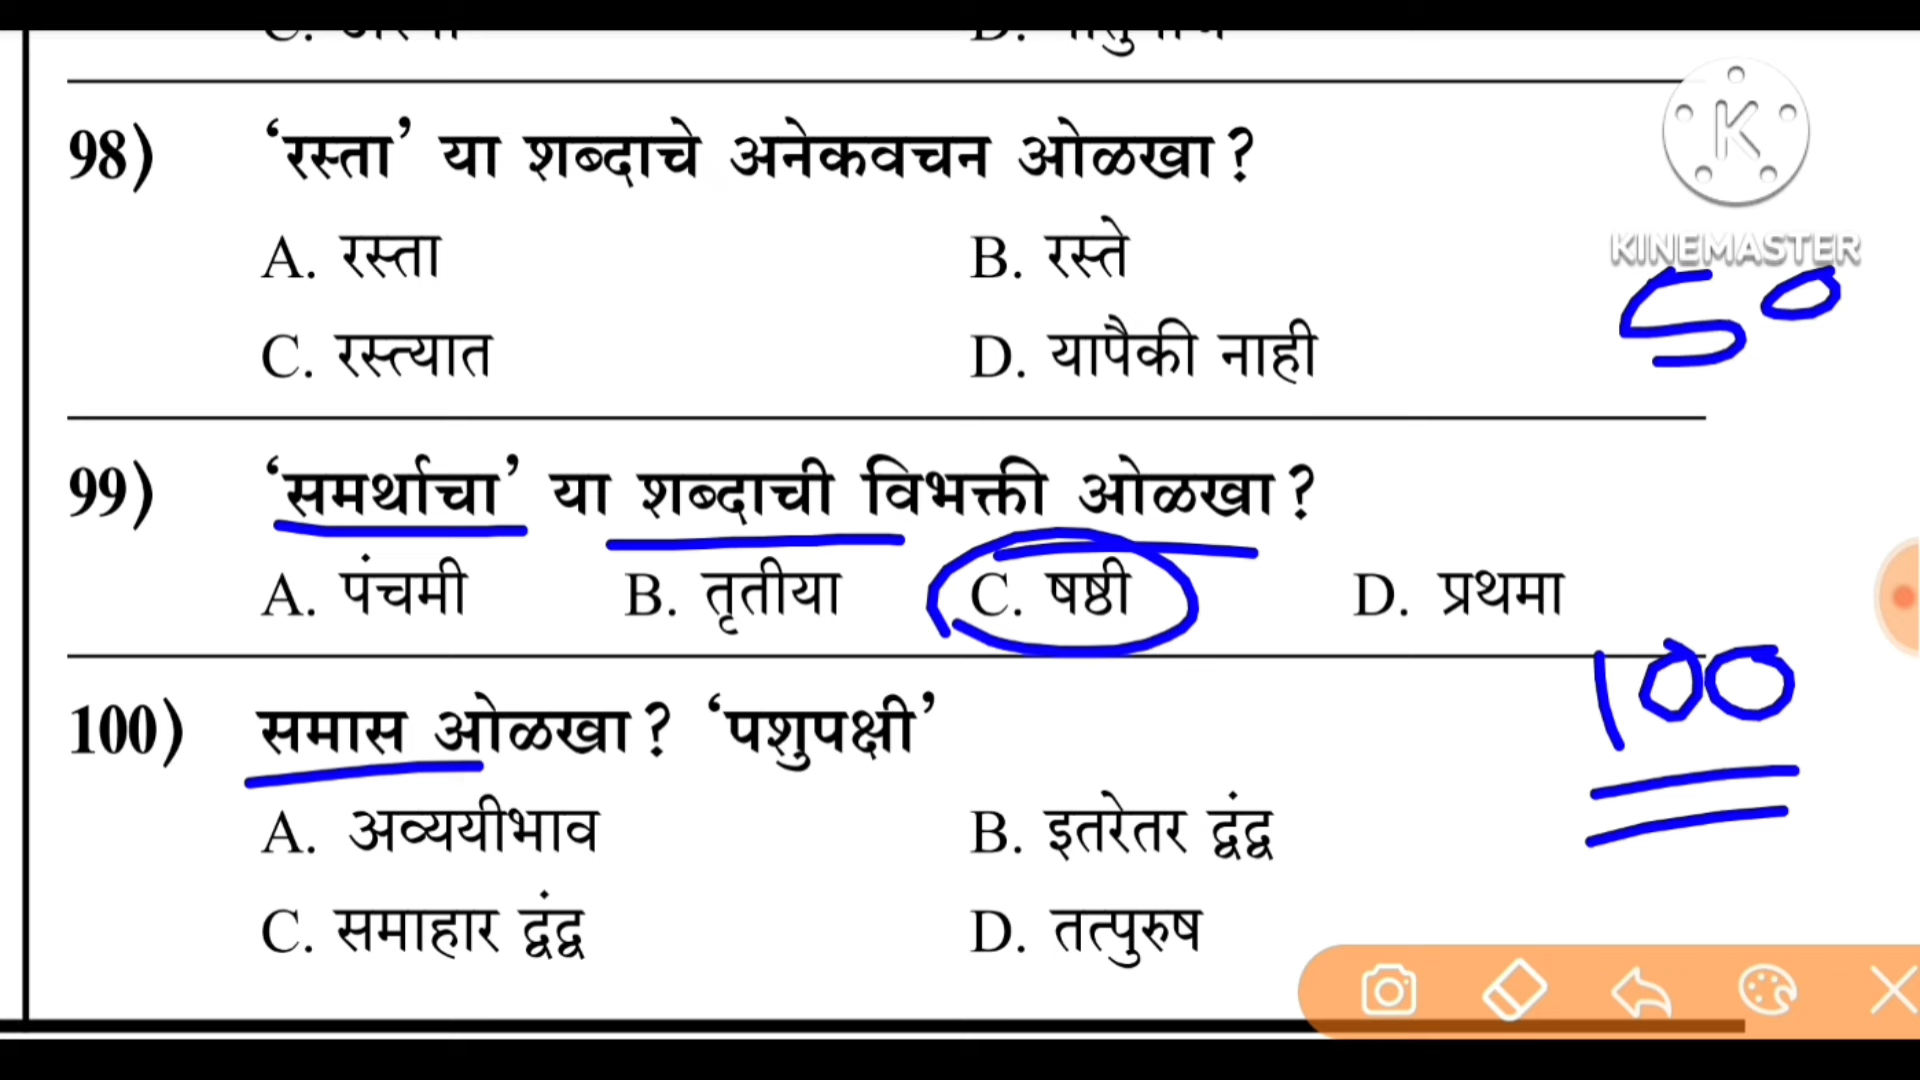 98) ‘रस्ता’ या शब्दाचे अनेकवचन ओळखा?
A. रस्ता B. रस्ते
C. रस्त्यात D. यापैकी नाही
KINEMASTER
50
99) ‘समर्थाचा’ या शब्दाची विभक्ती ओळखा?
A. पंचमी B. तृतीया C. षष्ठी D. प्रथमा
100
100) समास ओळखा? ‘पशुपक्षी’
A. अव्ययीभाव B. इतरेतर द्वंद्व
C. समाहार द्वंद्व D. तत्पुरुष